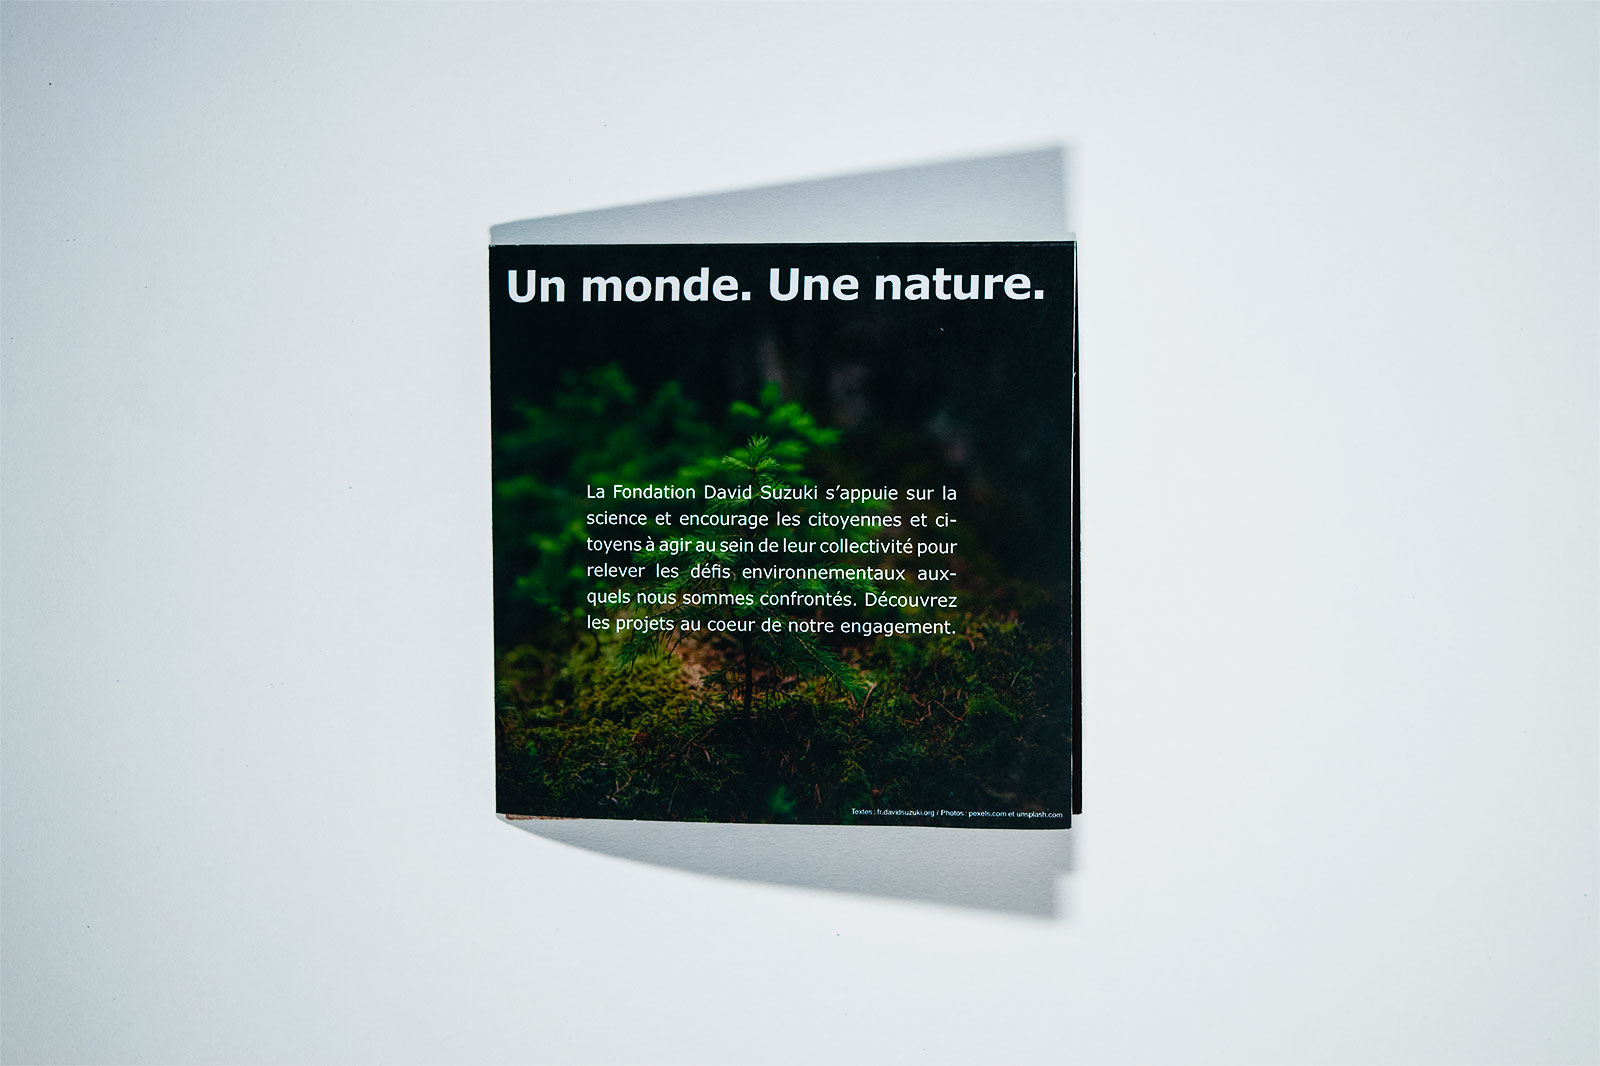 Un monde. Une nature.
La Fondation David Suzuki s'appuie sur la
science et encourage les citoyennes et ci-
toyens à agir au sein de leur collectivité pour
relever les défis environnementaux aux-
quels nous sommes confrontés. Découvrez
les projets au coeur de notre engagement.
Textes : fr.davidsuzuki.org / Photos : pexels.com et unsplash.com